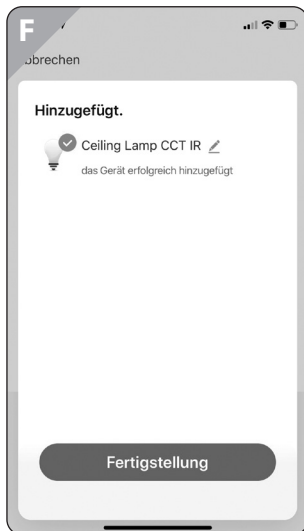 F
bbrechen
Hinzugefügt.
Ceiling Lamp CCT IR
das Gerät erfolgreich hinzugefügt
Fertigstellung